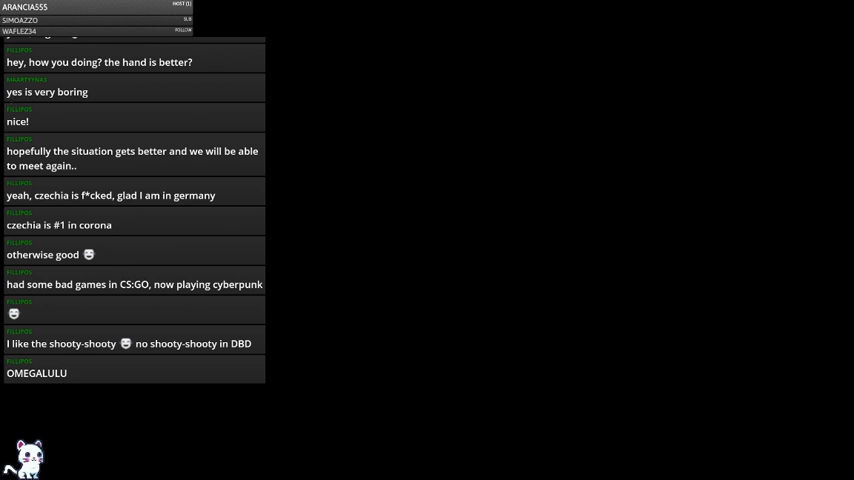 ARANCIA555 HOST (1)
SIMOAZZO SUB
WAFLEZ34 FOLLOW
FILLIPOS
hey, how you doing? the hand is better?
MAARTYYN43
yes is very boring
FILLIPOS
nice!
FILLIPOS
hopefully the situation gets better and we will be able
to meet again..
FILLIPOS
yeah, czechia is f*cked, glad I am in germany
FILLIPOS
czechia is #1 in corona
FILLIPOS
otherwise good
FILLIPOS
had some bad games in CS:GO, now playing cyberpunk
FILLIPOS
FILLIPOS
I like the shooty-shooty no shooty-shooty in DBD
FILLIPOS
OMEGALULU